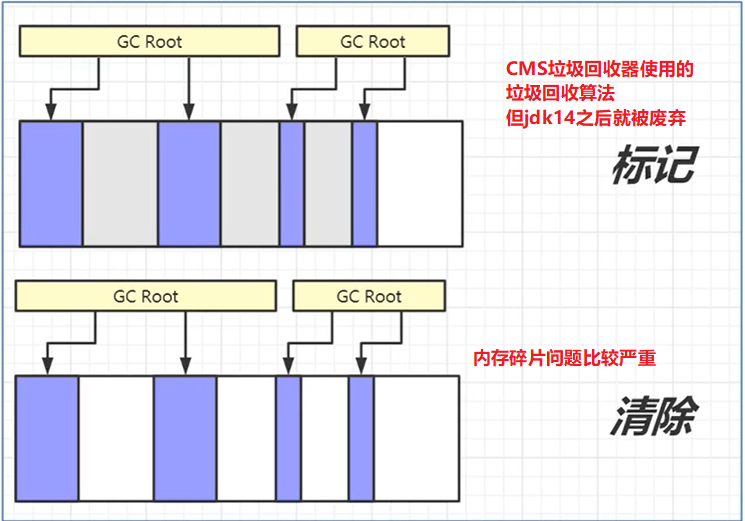 GC Root
GC Root
CMS垃圾回收器使用的
垃圾回收算法
但jdk14之后就被废弃
标记
GC Root
GC Root
内存碎片问题比较严重
清除